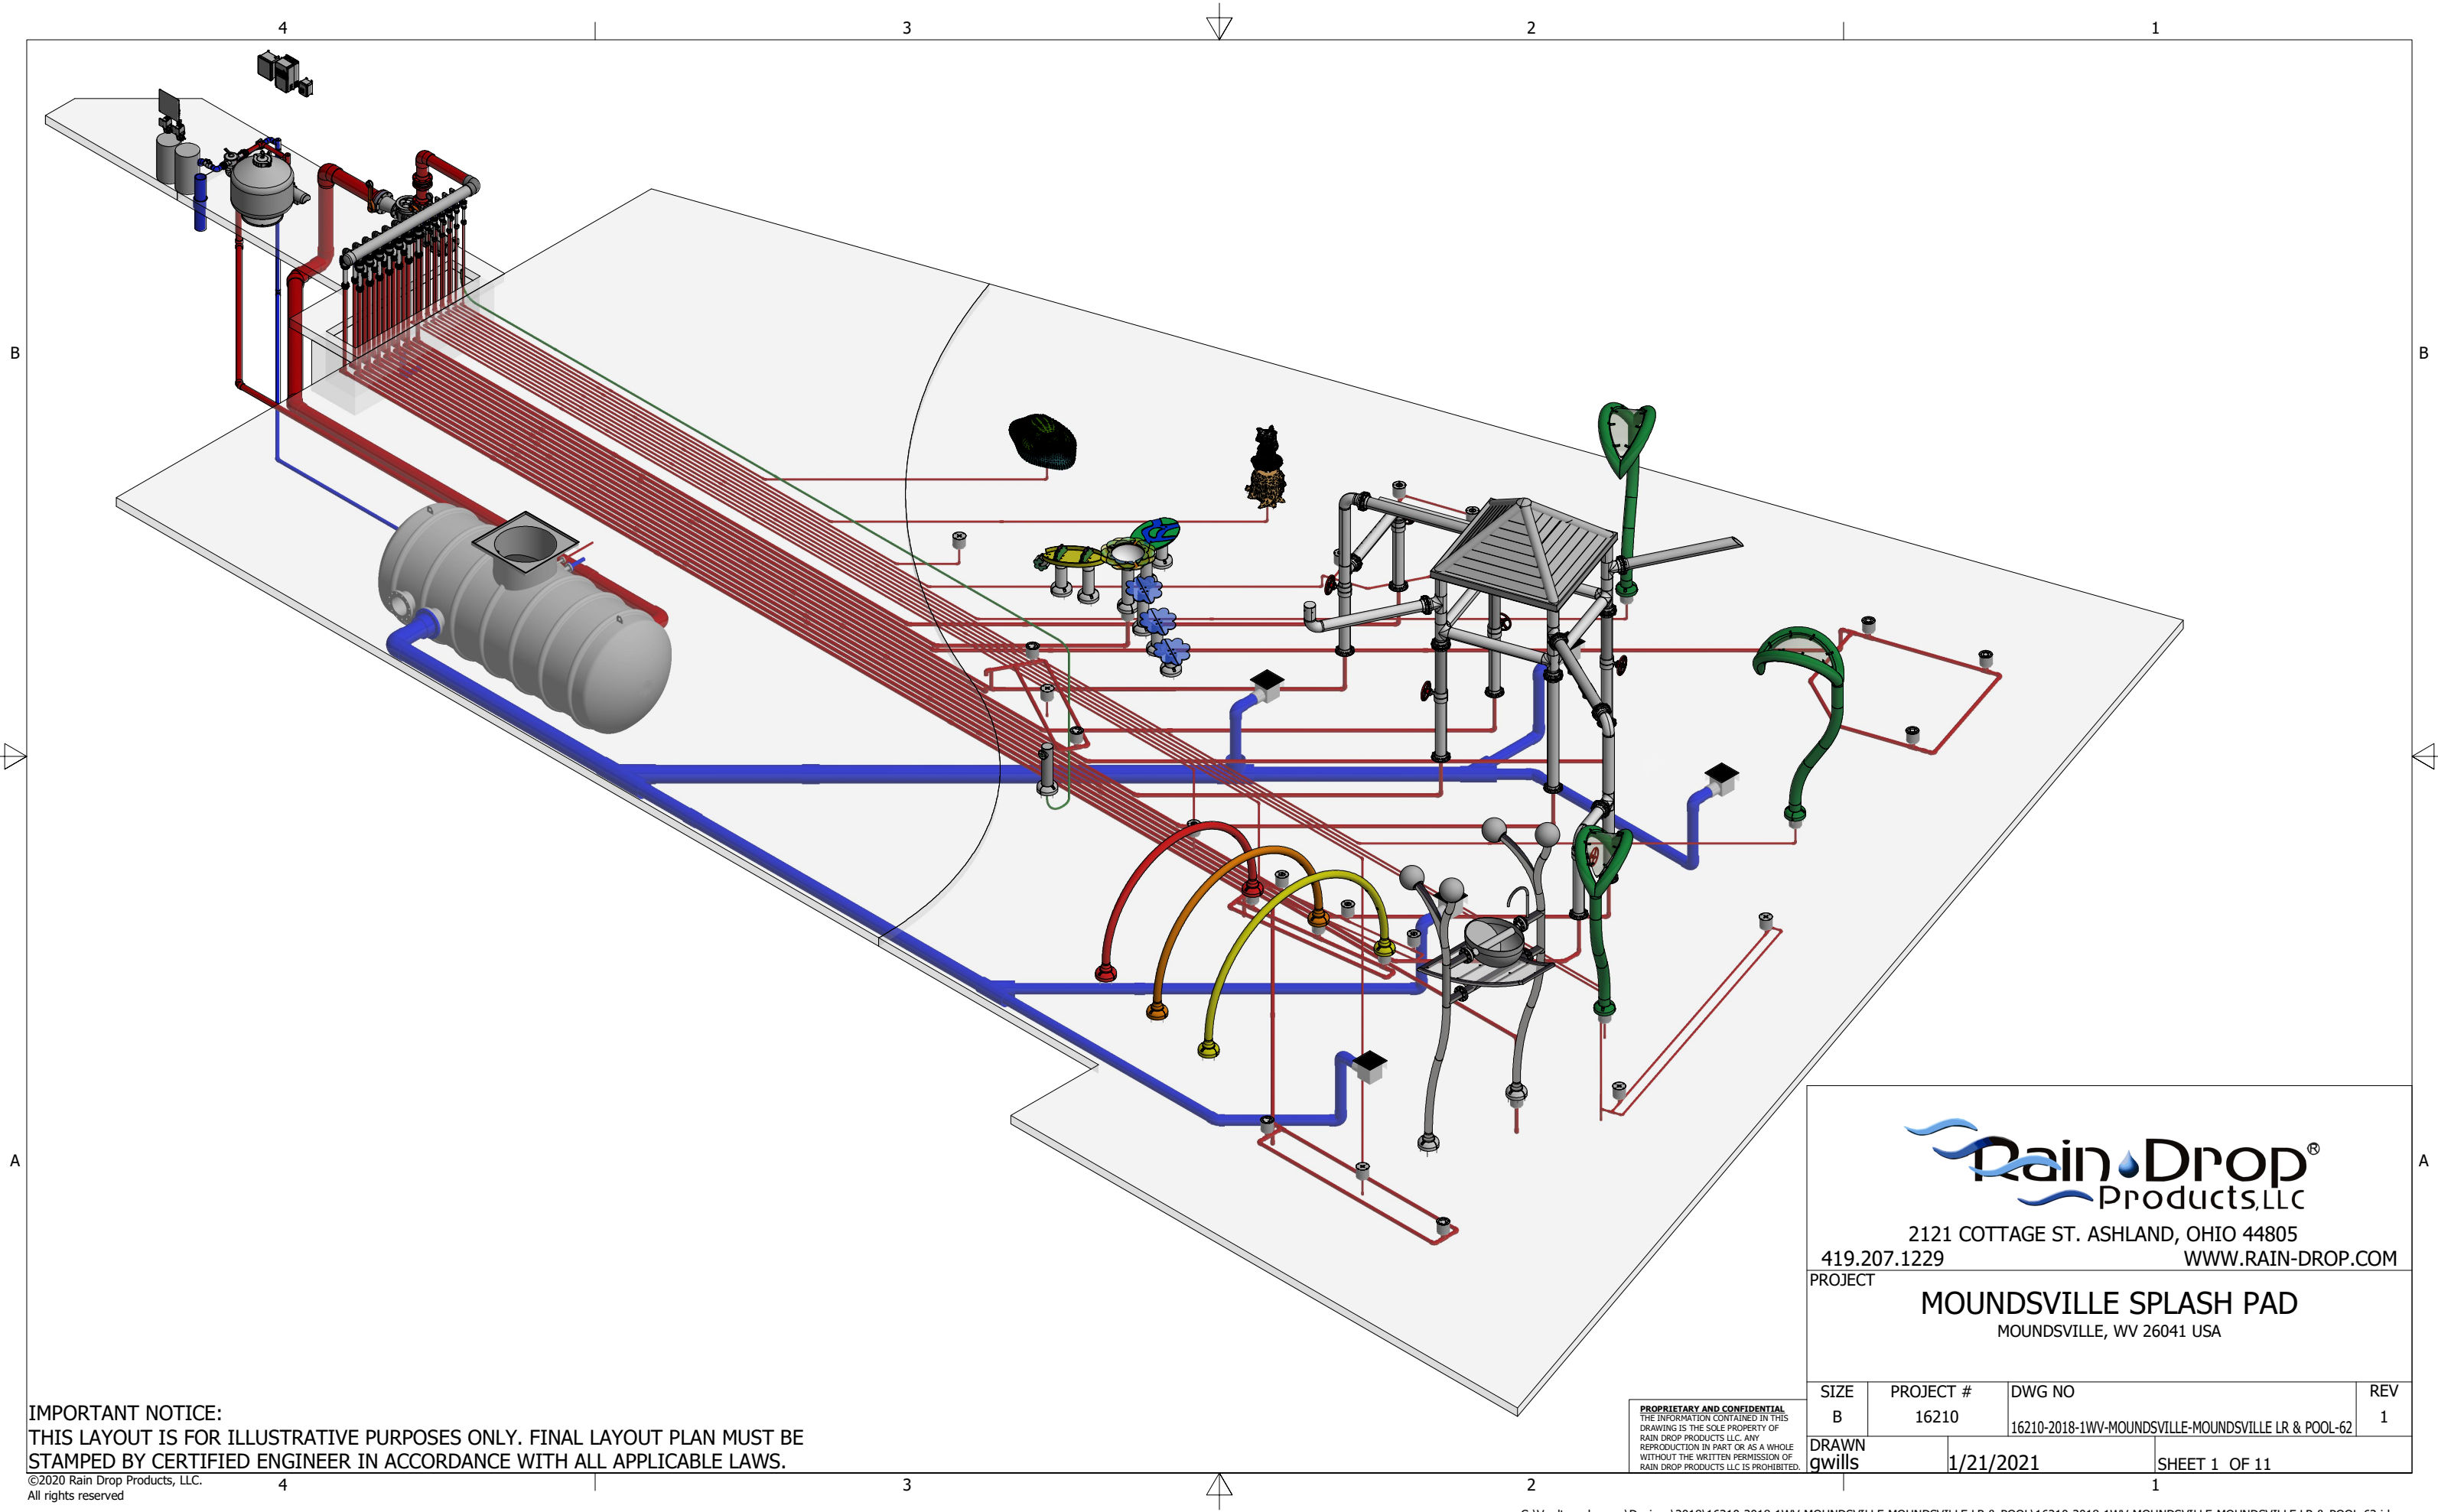 4 3 2 1
B B
A A
Rain Drop®
Products,LLC
2121 COTTAGE ST. ASHLAND, OHIO 44805
419.207.1229 WWW.RAIN-DROP.COM
PROJECT
MOUNDSVILLE SPLASH PAD
MOUNDSVILLE, WV 26041 USA
SIZE PROJECT # DWG NO REV
B 16210 16210-2018-1WV-MOUNDSVILLE-MOUNDSVILLE LR & POOL-62 1
DRAWN
gwills 1/21/2021 SHEET 1 OF 11
PROPRIETARY AND CONFIDENTIAL
THE INFORMATION CONTAINED IN THIS
DRAWING IS THE SOLE PROPERTY OF
RAIN DROP PRODUCTS LLC. ANY
REPRODUCTION IN PART OR AS A WHOLE
WITHOUT THE WRITTEN PERMISSION OF
RAIN DROP PRODUCTS LLC IS PROHIBITED.
IMPORTANT NOTICE:
THIS LAYOUT IS FOR ILLUSTRATIVE PURPOSES ONLY. FINAL LAYOUT PLAN MUST BE
STAMPED BY CERTIFIED ENGINEER IN ACCORDANCE WITH ALL APPLICABLE LAWS.
©2020 Rain Drop Products, LLC.
All rights reserved
4 3 2 1